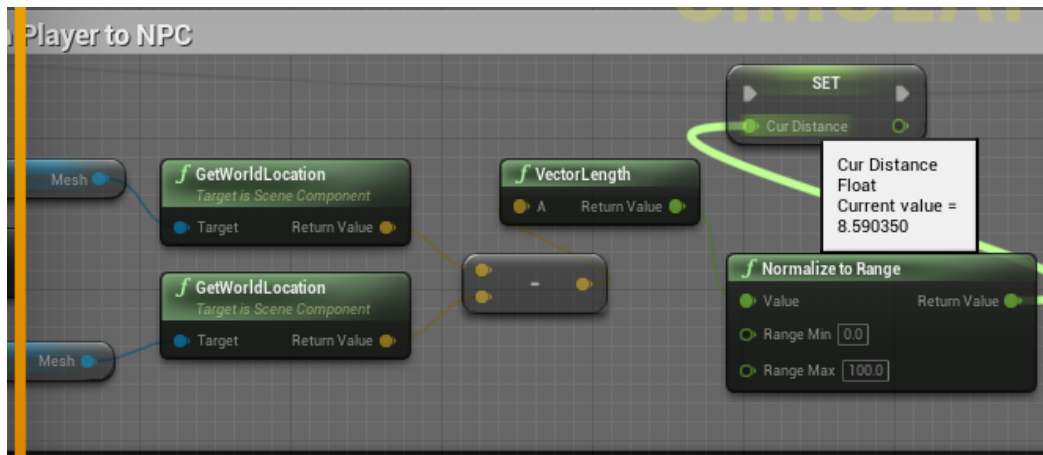 Player to NPC
SET
Cur Distance
Cur Distance
Float
Current value =
8.590350
Mesh
f GetWorldLocation
Target is Scene Component
Target
Return Value
f VectorLength
A
Return Value
f GetWorldLocation
Target is Scene Component
Target
Return Value
-
Mesh
f Normalize to Range
Value
Return Value
Range Min 0.0
Range Max 100.0